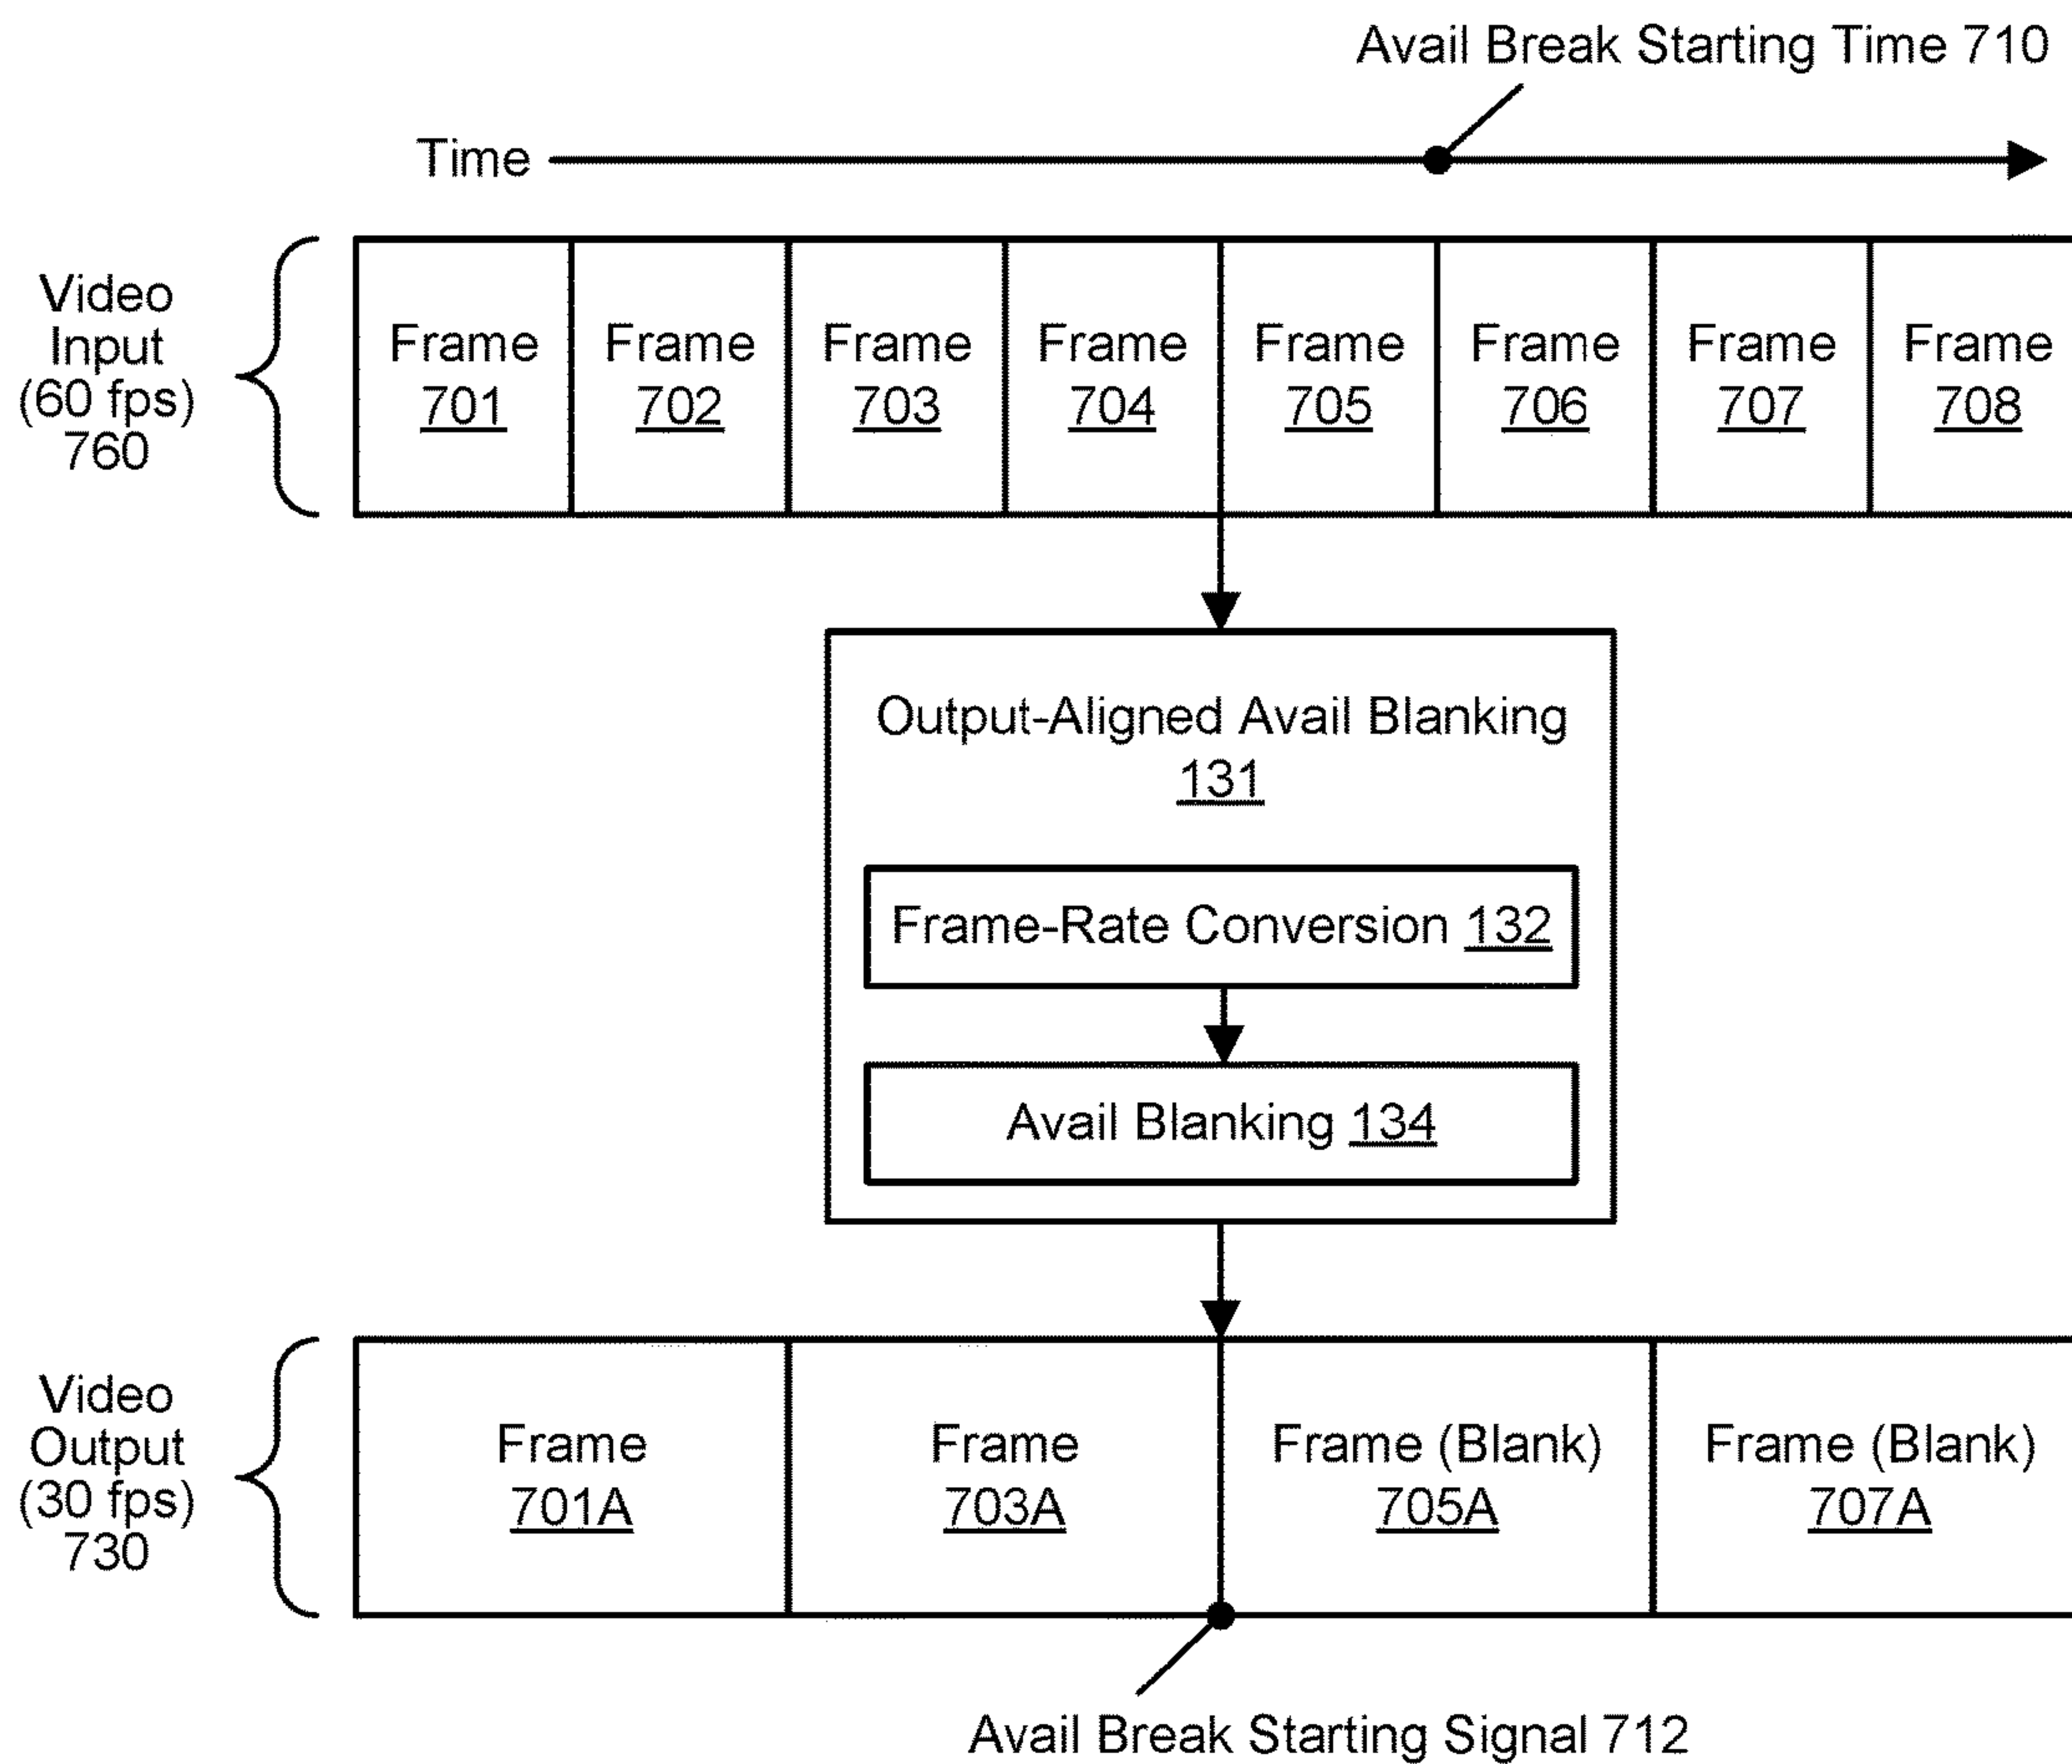 Avail Break Starting Time 710
Time
Video
Input
(60 fps)
760
Frame
701
Frame
702
Frame
703
Frame
704
Frame
705
Frame
706
Frame
707
Frame
708
Output-Aligned Avail Blanking
131
Frame-Rate Conversion 132
Avail Blanking 134
Video
Output
(30 fps)
730
Frame
701A
Frame
703A
Frame (Blank)
705A
Frame (Blank)
707A
Avail Break Starting Signal 712